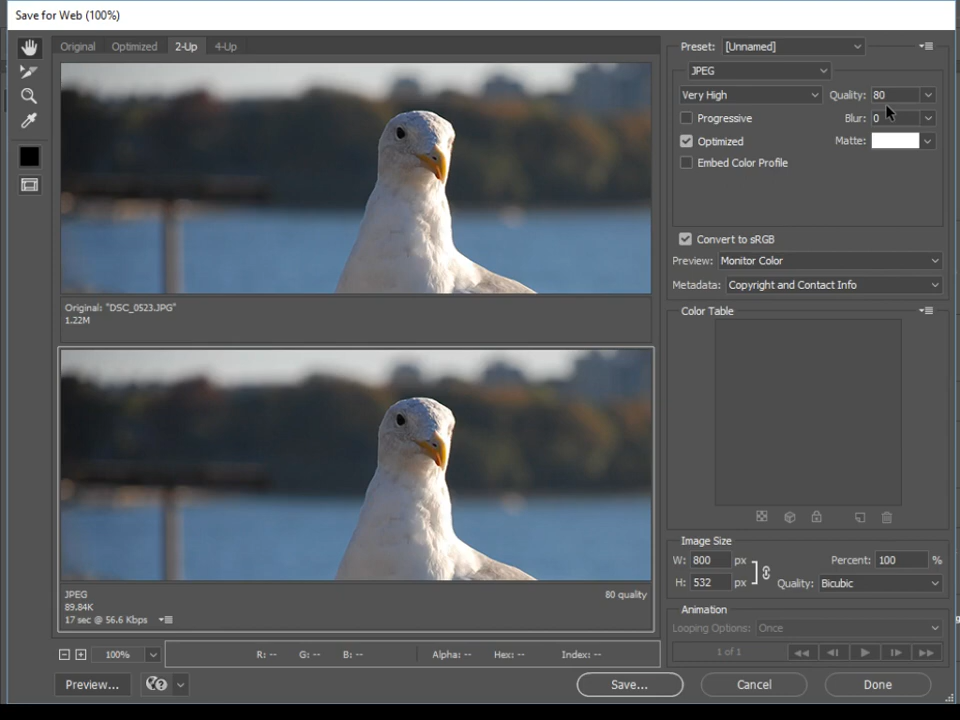 Save for Web (100%)
Original
Optimized
2-Up
4-Up
Original: "DSC_0523.JPG"
1.22M
JPEG
89.84K
17 sec @ 56.6 Kbps
80 quality
100%
R: --
G: --
B: --
Alpha: --
Hex: --
Index: --
Preview...
Save...
Cancel
Done
Preset: [Unnamed]
JPEG
Very High
Quality: 80
Progressive
Blur: 0
Optimized
Matte:
Embed Color Profile
Convert to sRGB
Preview: Monitor Color
Metadata: Copyright and Contact Info
Color Table
Image Size
W: 800 px
Percent: 100 %
H: 532 px
Quality: Bicubic
Animation
Looping Options: Once
1 of 1